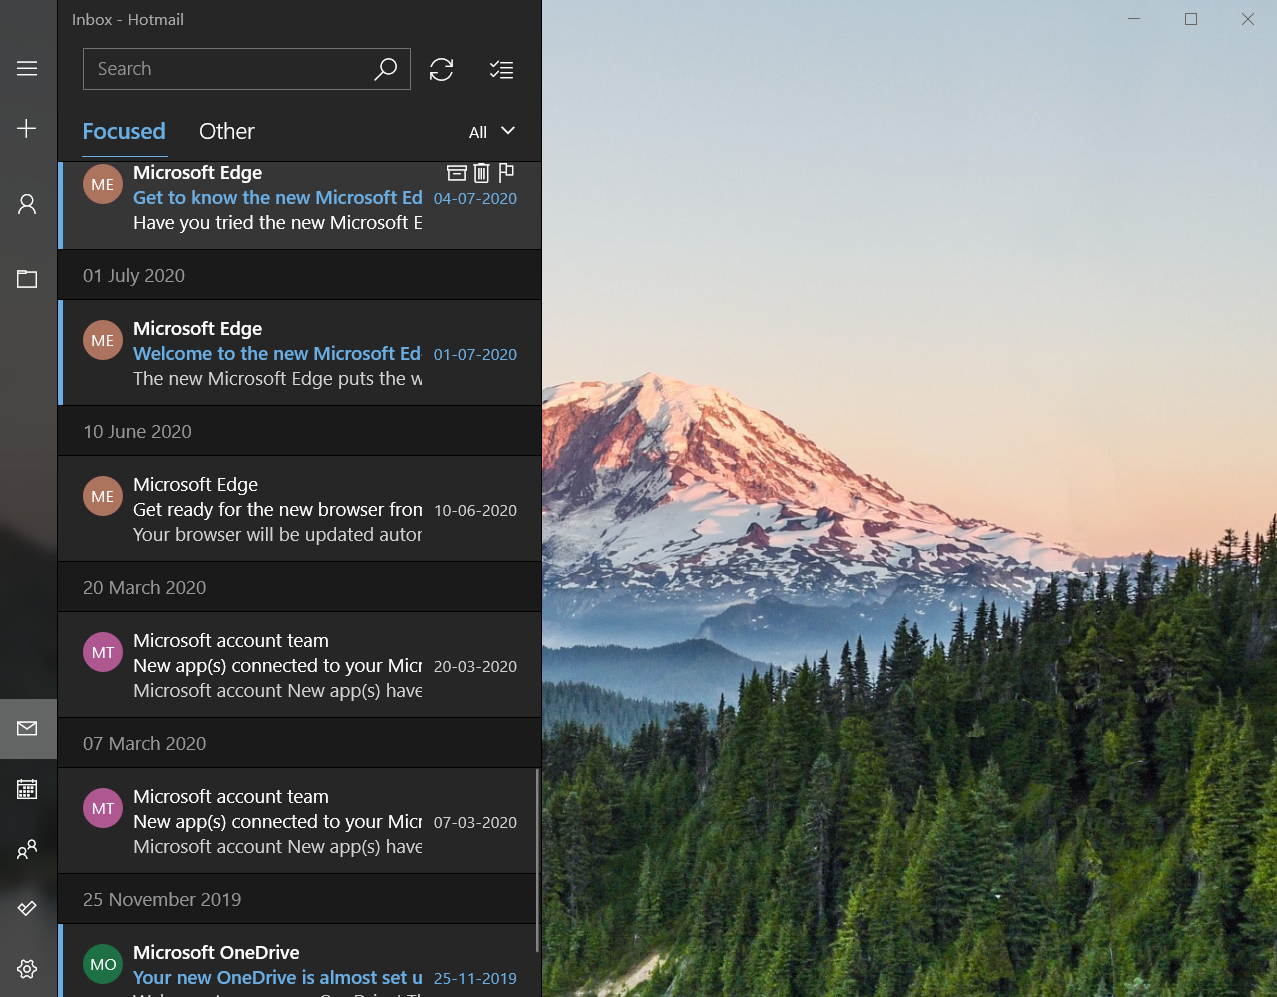 Inbox - Hotmail
Search
Focused
Other
All
ME
Microsoft Edge
Get to know the new Microsoft Ed
04-07-2020
Have you tried the new Microsoft E
01 July 2020
ME
Microsoft Edge
Welcome to the new Microsoft Ed
01-07-2020
The new Microsoft Edge puts the w
10 June 2020
ME
Microsoft Edge
Get ready for the new browser from
10-06-2020
Your browser will be updated autor
20 March 2020
MT
Microsoft account team
New app(s) connected to your Micr
20-03-2020
Microsoft account New app(s) have
07 March 2020
MT
Microsoft account team
New app(s) connected to your Micr
07-03-2020
Microsoft account New app(s) have
25 November 2019
MO
Microsoft OneDrive
Your new OneDrive is almost set u
25-11-2019